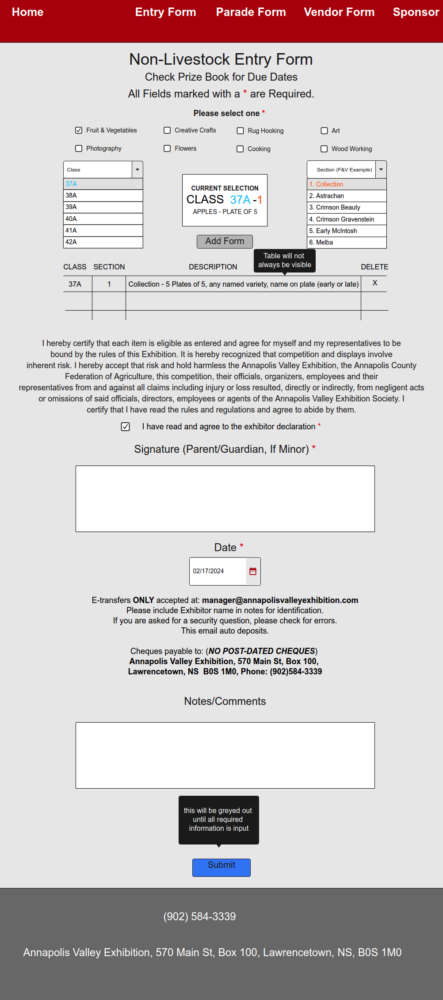 Home Entry Form Parade Form Vendor Form Sponsor
Non-Livestock Entry Form
Check Prize Book for Due Dates
All Fields marked with a * are Required.
Please select one *
Fruit & Vegetables Creative Crafts Rug Hooking Art
Photography Flowers Cooking Wood Working
Class
37A
38A
39A
40A
41A
42A
CURRENT SELECTION
CLASS 37A -1
APPLES - PLATE OF 5
Add Form
Section (F&V Example)
1. Collection
2. Astrachan
3. Crimson Beauty
4. Crimson Gravenstein
5. Early McIntosh
6. Melba
Table will not
always be visible
CLASS SECTION DESCRIPTION DELETE
37A 1 Collection - 5 Plates of 5, any named variety, name on plate (early or late) X
I hereby certify that each item is eligible as entered and agree for myself and my representatives to be
bound by the rules of this Exhibition. It is hereby recognized that competition and displays involve
inherent risk. I hereby accept that risk and hold harmless the Annapolis Valley Exhibition, the Annapolis County
Federation of Agriculture, this competition, their officials, organizers, employees and their
representatives from and against all claims including injury or loss resulted, directly or indirectly, from negligent acts
or omissions of said officials, directors, employees or agents of the Annapolis Valley Exhibition Society. I
certify that I have read the rules and regulations and agree to abide by them.
I have read and agree to the exhibitor declaration *
Signature (Parent/Guardian, If Minor) *
Date *
02/17/2024
E-transfers ONLY accepted at: manager@annapolisvalleyexhibition.com
Please include Exhibitor name in notes for identification.
If you are asked for a security question, please check for errors.
This email auto deposits.
Cheques payable to: (NO POST-DATED CHEQUES)
Annapolis Valley Exhibition, 570 Main St, Box 100,
Lawrencetown, NS  B0S 1M0, Phone: (902)584-3339
Notes/Comments
this will be greyed out
until all required
information is input
Submit
(902) 584-3339
Annapolis Valley Exhibition, 570 Main St, Box 100, Lawrencetown, NS, B0S 1M0